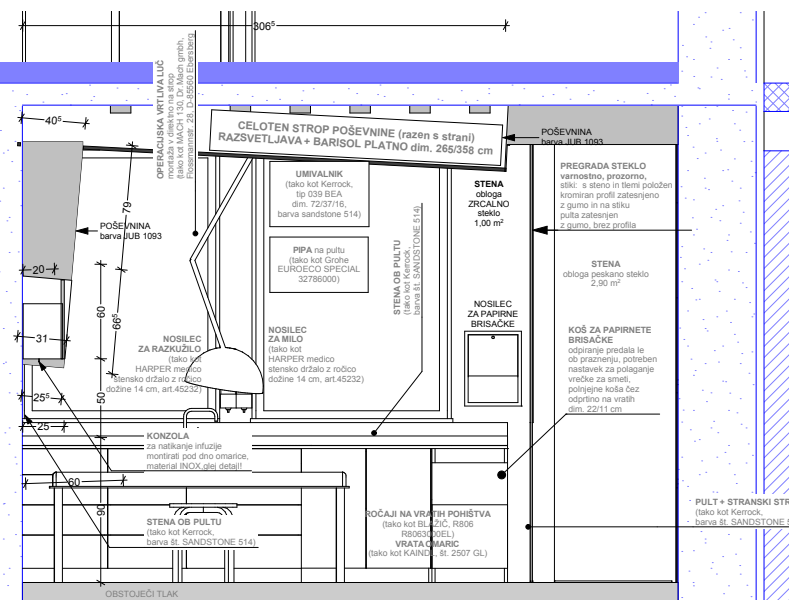 306⁵
OPERACIJSKA VRTLJIVA LUČ
montaža v direktno na strop
(tako kot MACH 130, Dr.Mach gmbh,
Flossmannstr. 28, D-85560 Ebersberg
CELOTEN STROP POŠEVNINE (razen s strani)
RAZSVETLJAVA + BARISOL PLATNO dim. 265/358 cm
40⁵
POŠEVNINA
barva JUB 1093
UMIVALNIK
(tako kot Kerrock,
tip 039 BEA
dim. 72/37/16,
barva sandstone 514)
STENA
obloga
ZRCALNO
steklo
1,00 m²
PREGRADA STEKLO
varnostno, prozorno,
stiki: s steno in tlemi položen
kromiran profil zatesnjeno
z gumo in na stiku
pulta zatesnjen
z gumo, brez profila
79
POŠEVNINA
barva JUB 1093
PIPA na pultu
(tako kot Grohe
EUROECO SPECIAL
32786000)
STENA OB PULTU
(tako kot Kerrock,
barva št. SANDSTONE 514)
STENA
obloga peskano steklo
2,90 m²
20
60
66⁵
NOSILEC
ZA PAPIRNE
BRISAČKE
31
NOSILEC
ZA RAZKUŽILO
(tako kot
HARPER medico
stensko držalo z ročico
dožine 14 cm, art.45232)
NOSILEC
ZA MILO
(tako kot
HARPER medico
stensko držalo z ročico
dožine 14 cm, art.45232)
KOŠ ZA PAPIRNETE
BRISAČKE
odpiranje predala le
ob praznenju, potreben
nastavek za polaganje
vrečke za smeti,
polnjejne koša čez
odprtino na vratih
dim. 22/11 cm
25⁵
50
25
KONZOLA
za natikanje infuzije
montirati pod dno omarice,
material INOX,glej detajl!
60
90
STENA OB PULTU
(tako kot Kerrock,
barva št. SANDSTONE 514)
ROČAJI NA VRATIH POHIŠTVA
(tako kot BLAŽIČ, R806
R8063000EL)
VRATA OMARIC
(tako kot KAINDL, št. 2507 GL)
PULT + STRANSKI STR
(tako kot Kerrock,
barva št. SANDSTONE 5
OBSTOJEČI TLAK